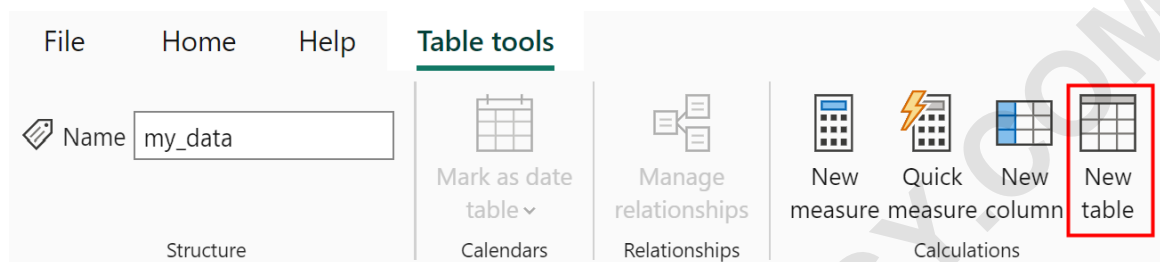 File Home Help Table tools
Name my_data
Mark as date table
Manage relationships
New measure
Quick measure
New column
New table
Structure Calendars Relationships Calculations